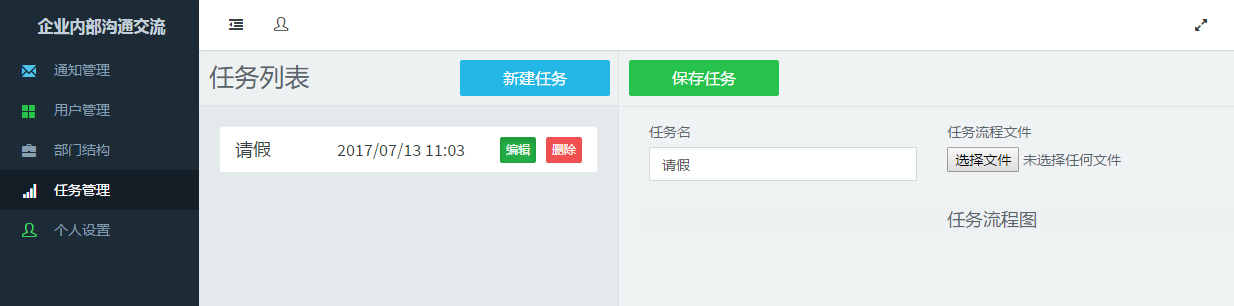 企业内部沟通交流
通知管理
用户管理
部门结构
任务管理
个人设置
任务列表
新建任务
请假
2017/07/13 11:03
编辑
删除
保存任务
任务名
请假
任务流程文件
选择文件 未选择任何文件
任务流程图